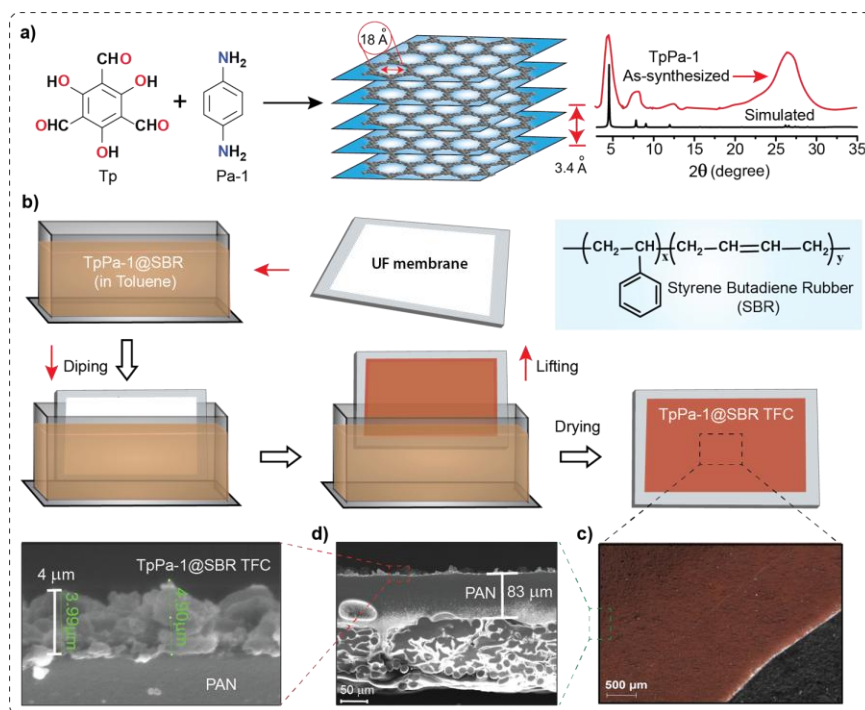 a)
CHO
HO
OH
OHC
CHO
OH
Tp
+
NH2
NH2
Pa-1
18 Å
3.4 Å
TpPa-1
As-synthesized
Simulated
5 10 15 20 25 30 35
2θ (degree)
b)
TpPa-1@SBR
(in Toluene)
UF membrane
(CH2 CH)x(CH2 CH=CH CH2)y
Styrene Butadiene Rubber
(SBR)
Diping
Lifting
Drying
TpPa-1@SBR TFC
TpPa-1@SBR TFC
4 μm
3.99μm
4.90μm
PAN
d)
PAN
83 μm
50 μm
c)
500 μm